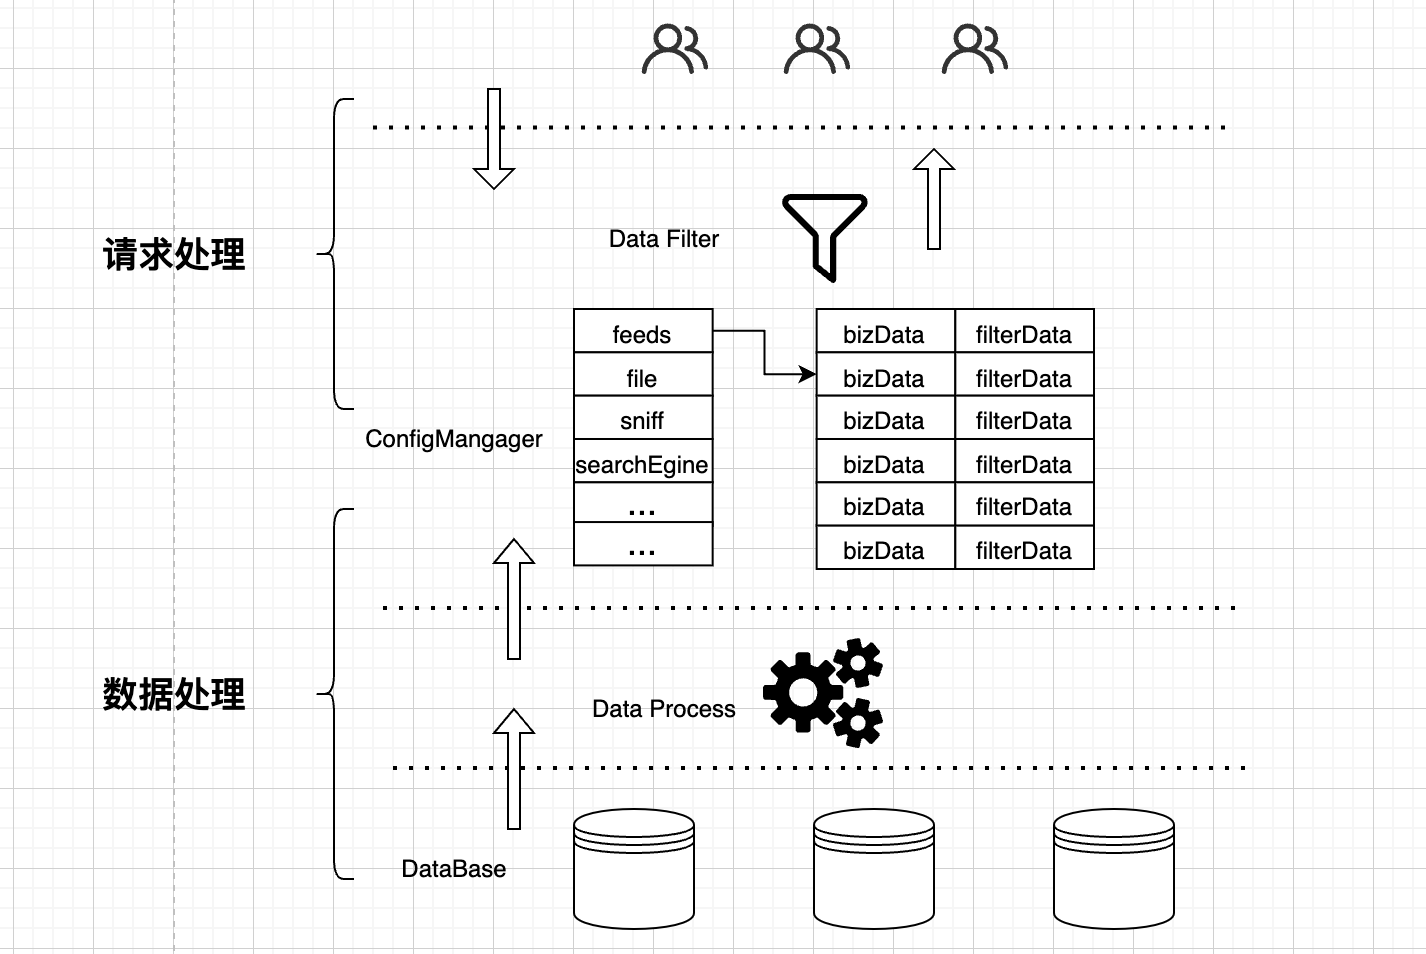 请求处理
Data Filter
feeds
bizData
filterData
file
bizData
filterData
sniff
bizData
filterData
ConfigMangager
searchEgine
bizData
filterData
...
bizData
filterData
...
bizData
filterData
数据处理
Data Process
DataBase